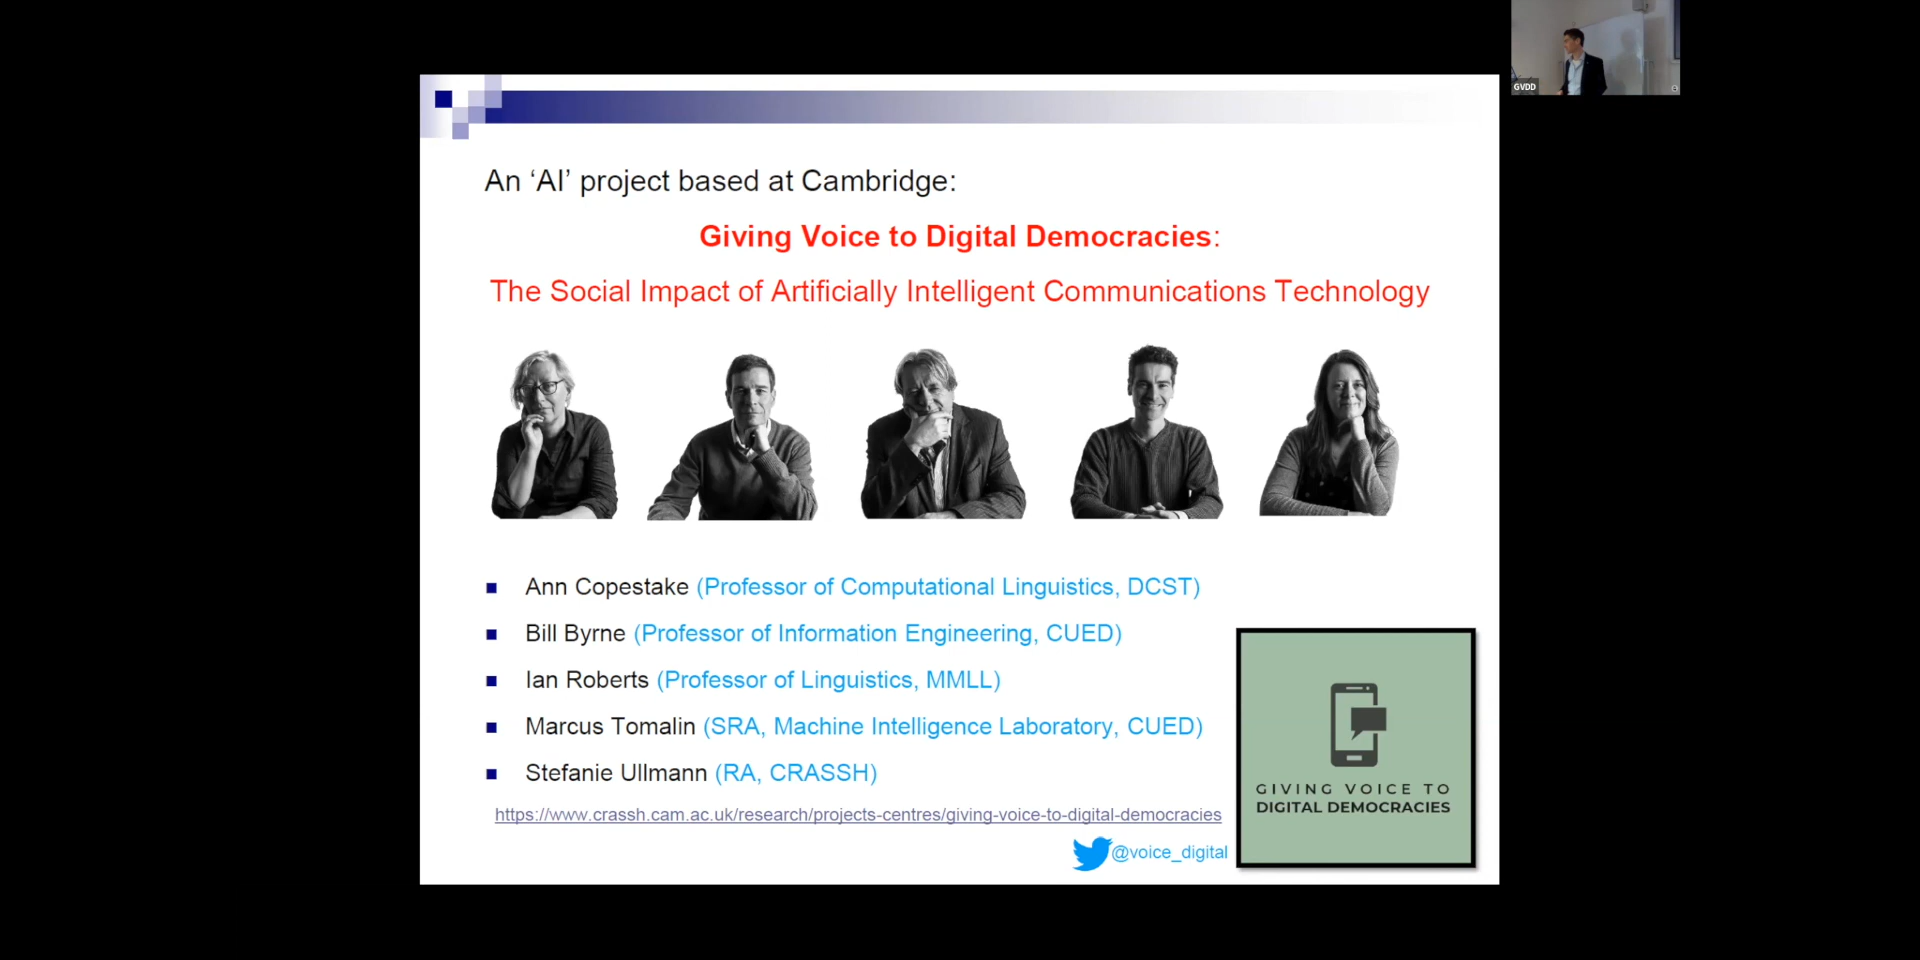 GVDD
An ‘AI’ project based at Cambridge:
Giving Voice to Digital Democracies:
The Social Impact of Artificially Intelligent Communications Technology
Ann Copestake (Professor of Computational Linguistics, DCST)
Bill Byrne (Professor of Information Engineering, CUED)
Ian Roberts (Professor of Linguistics, MMLL)
Marcus Tomalin (SRA, Machine Intelligence Laboratory, CUED)
Stefanie Ullmann (RA, CRASSH)
https://www.crassh.cam.ac.uk/research/projects-centres/giving-voice-to-digital-democracies
@voice_digital
GIVING VOICE TO
DIGITAL DEMOCRACIES